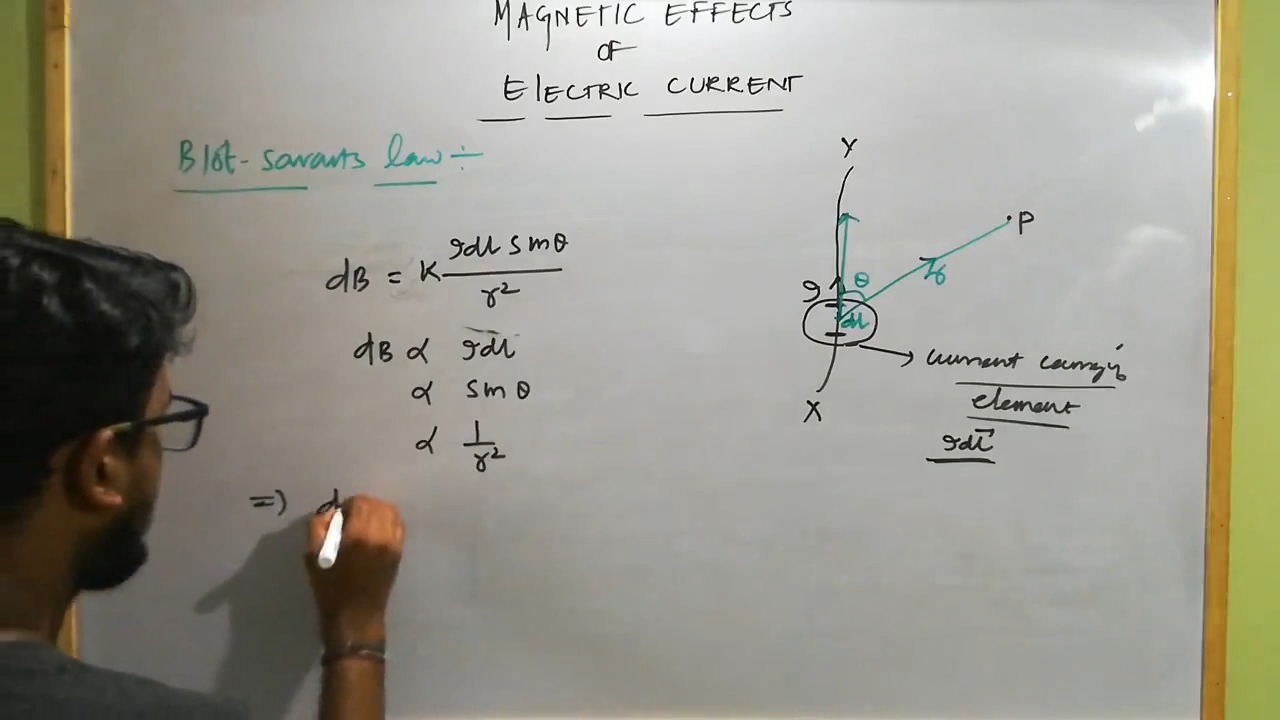 MAGNETIC EFFECTS
OF
ElECTRIC CURRENT
BIot-savarts law ÷
dB = K Idl sinθ / r²
dB ∝ Idl
∝ sinθ
∝ 1/r²
=) d
Y
P
θ
I
dl
X
current carrying
element
Idl